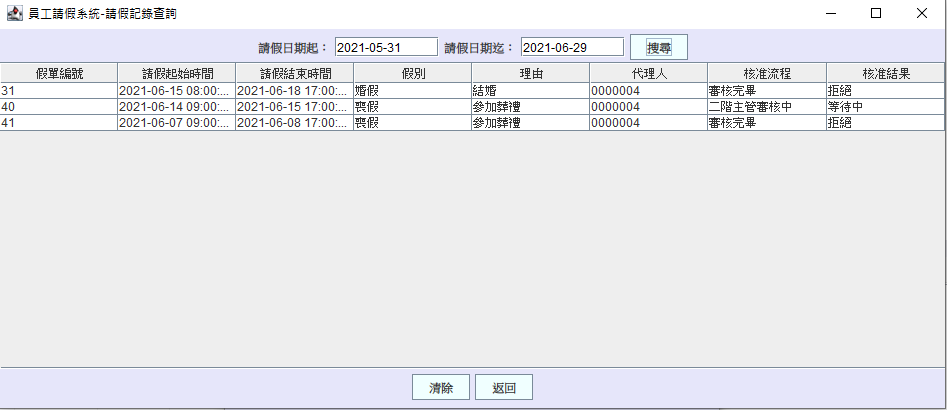 員工請假系統-請假記錄查詢
請假日期起： 2021-05-31 請假日期迄： 2021-06-29 搜尋
假單編號 請假起始時間 請假結束時間 假別 理由 代理人 核准流程 核准結果
31 2021-06-15 08:00:... 2021-06-18 17:00:... 婚假 結婚 0000004 審核完畢 拒絕
40 2021-06-14 09:00:... 2021-06-15 17:00:... 喪假 參加葬禮 0000004 二階主管審核中 等待中
41 2021-06-07 09:00:... 2021-06-08 17:00:... 喪假 參加葬禮 0000004 審核完畢 拒絕
清除 返回